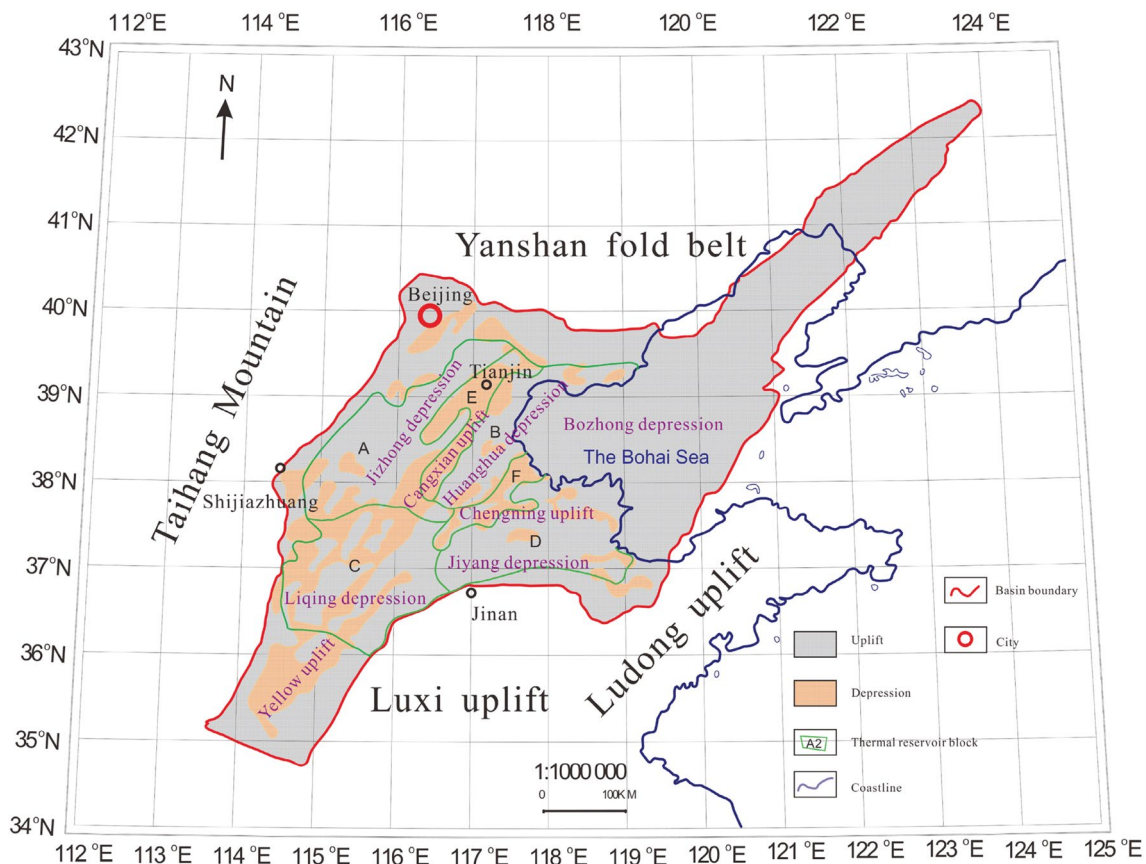 112 °E 114 °E 116 °E 118 °E 120 °E 122 °E 124 °E
43°N
N
42°N
41°N
Yanshan fold belt
40°N
Beijing
Taihang Mountain
39°N
Tianjin
E
Jizhong depression
Cangxian uplift
Huanghua depression
B
Bozhong depression
A
The Bohai Sea
38°N
F
Shijiazhuang
Chengning uplift
D
37°N
C
Jiyang depression
Liqing depression
Jinan
Ludong uplift
Basin boundary
36°N
Uplift
City
Yellow uplift
Luxi uplift
Depression
35°N
A2
Thermal reservoir block
1:1000 000
0 100KM
Coastline
34°N
112 °E 113 °E 114 °E 115 °E 116 °E 117 °E 118 °E 119 °E 120 °E 121 °E 122 °E 123 °E 124 °E 125 °E